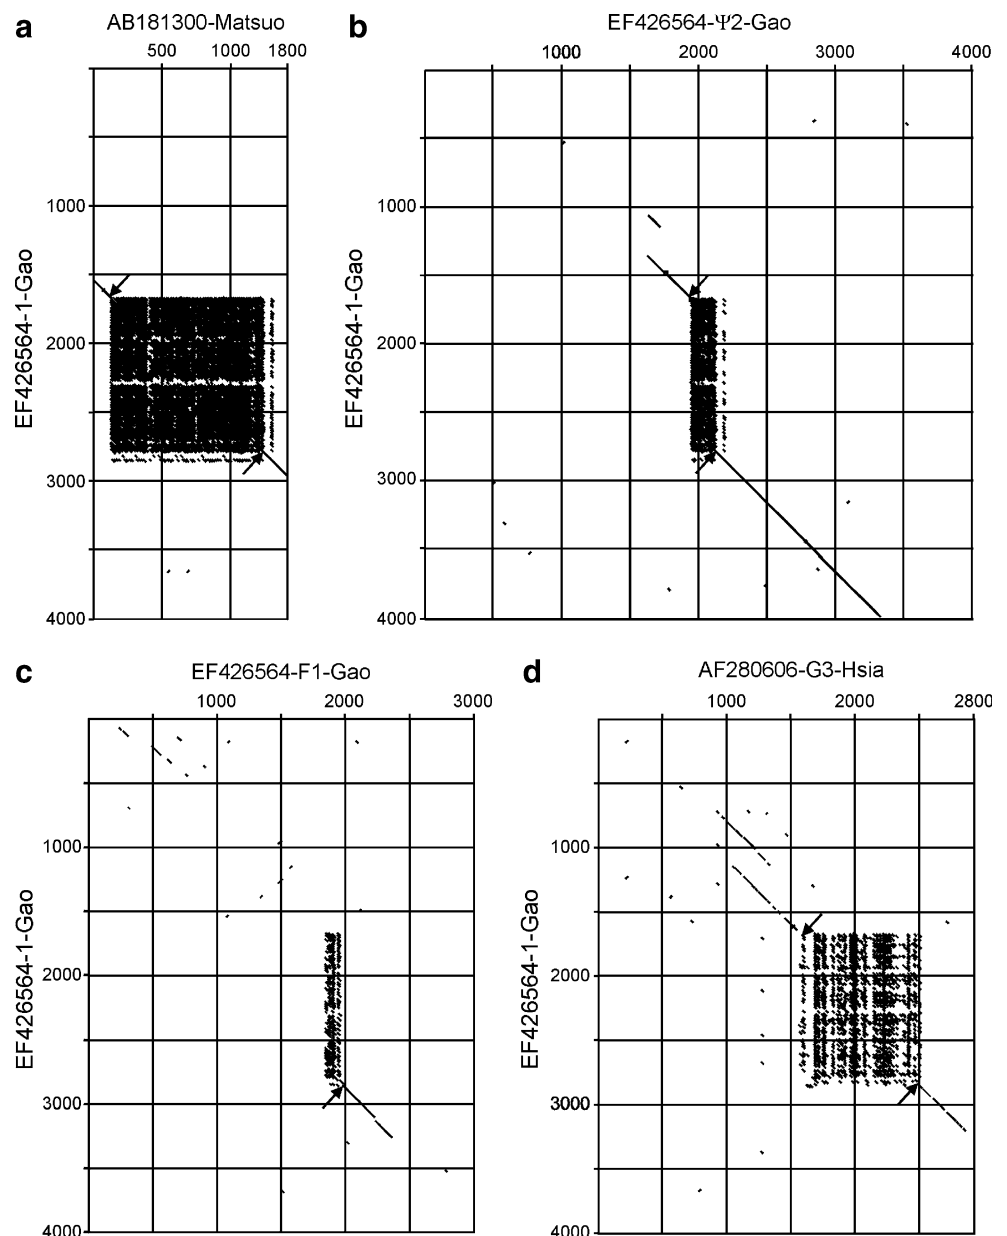 a AB181300-Matsuo
500 1000 1800
1000
2000
3000
4000
EF426564-1-Gao
b EF426564-Ψ2-Gao
1000 2000 3000 4000
1000
2000
3000
4000
EF426564-1-Gao
c EF426564-F1-Gao
1000 2000 3000
1000
2000
3000
4000
EF426564-1-Gao
d AF280606-G3-Hsia
1000 2000 2800
1000
2000
3000
4000
EF426564-1-Gao